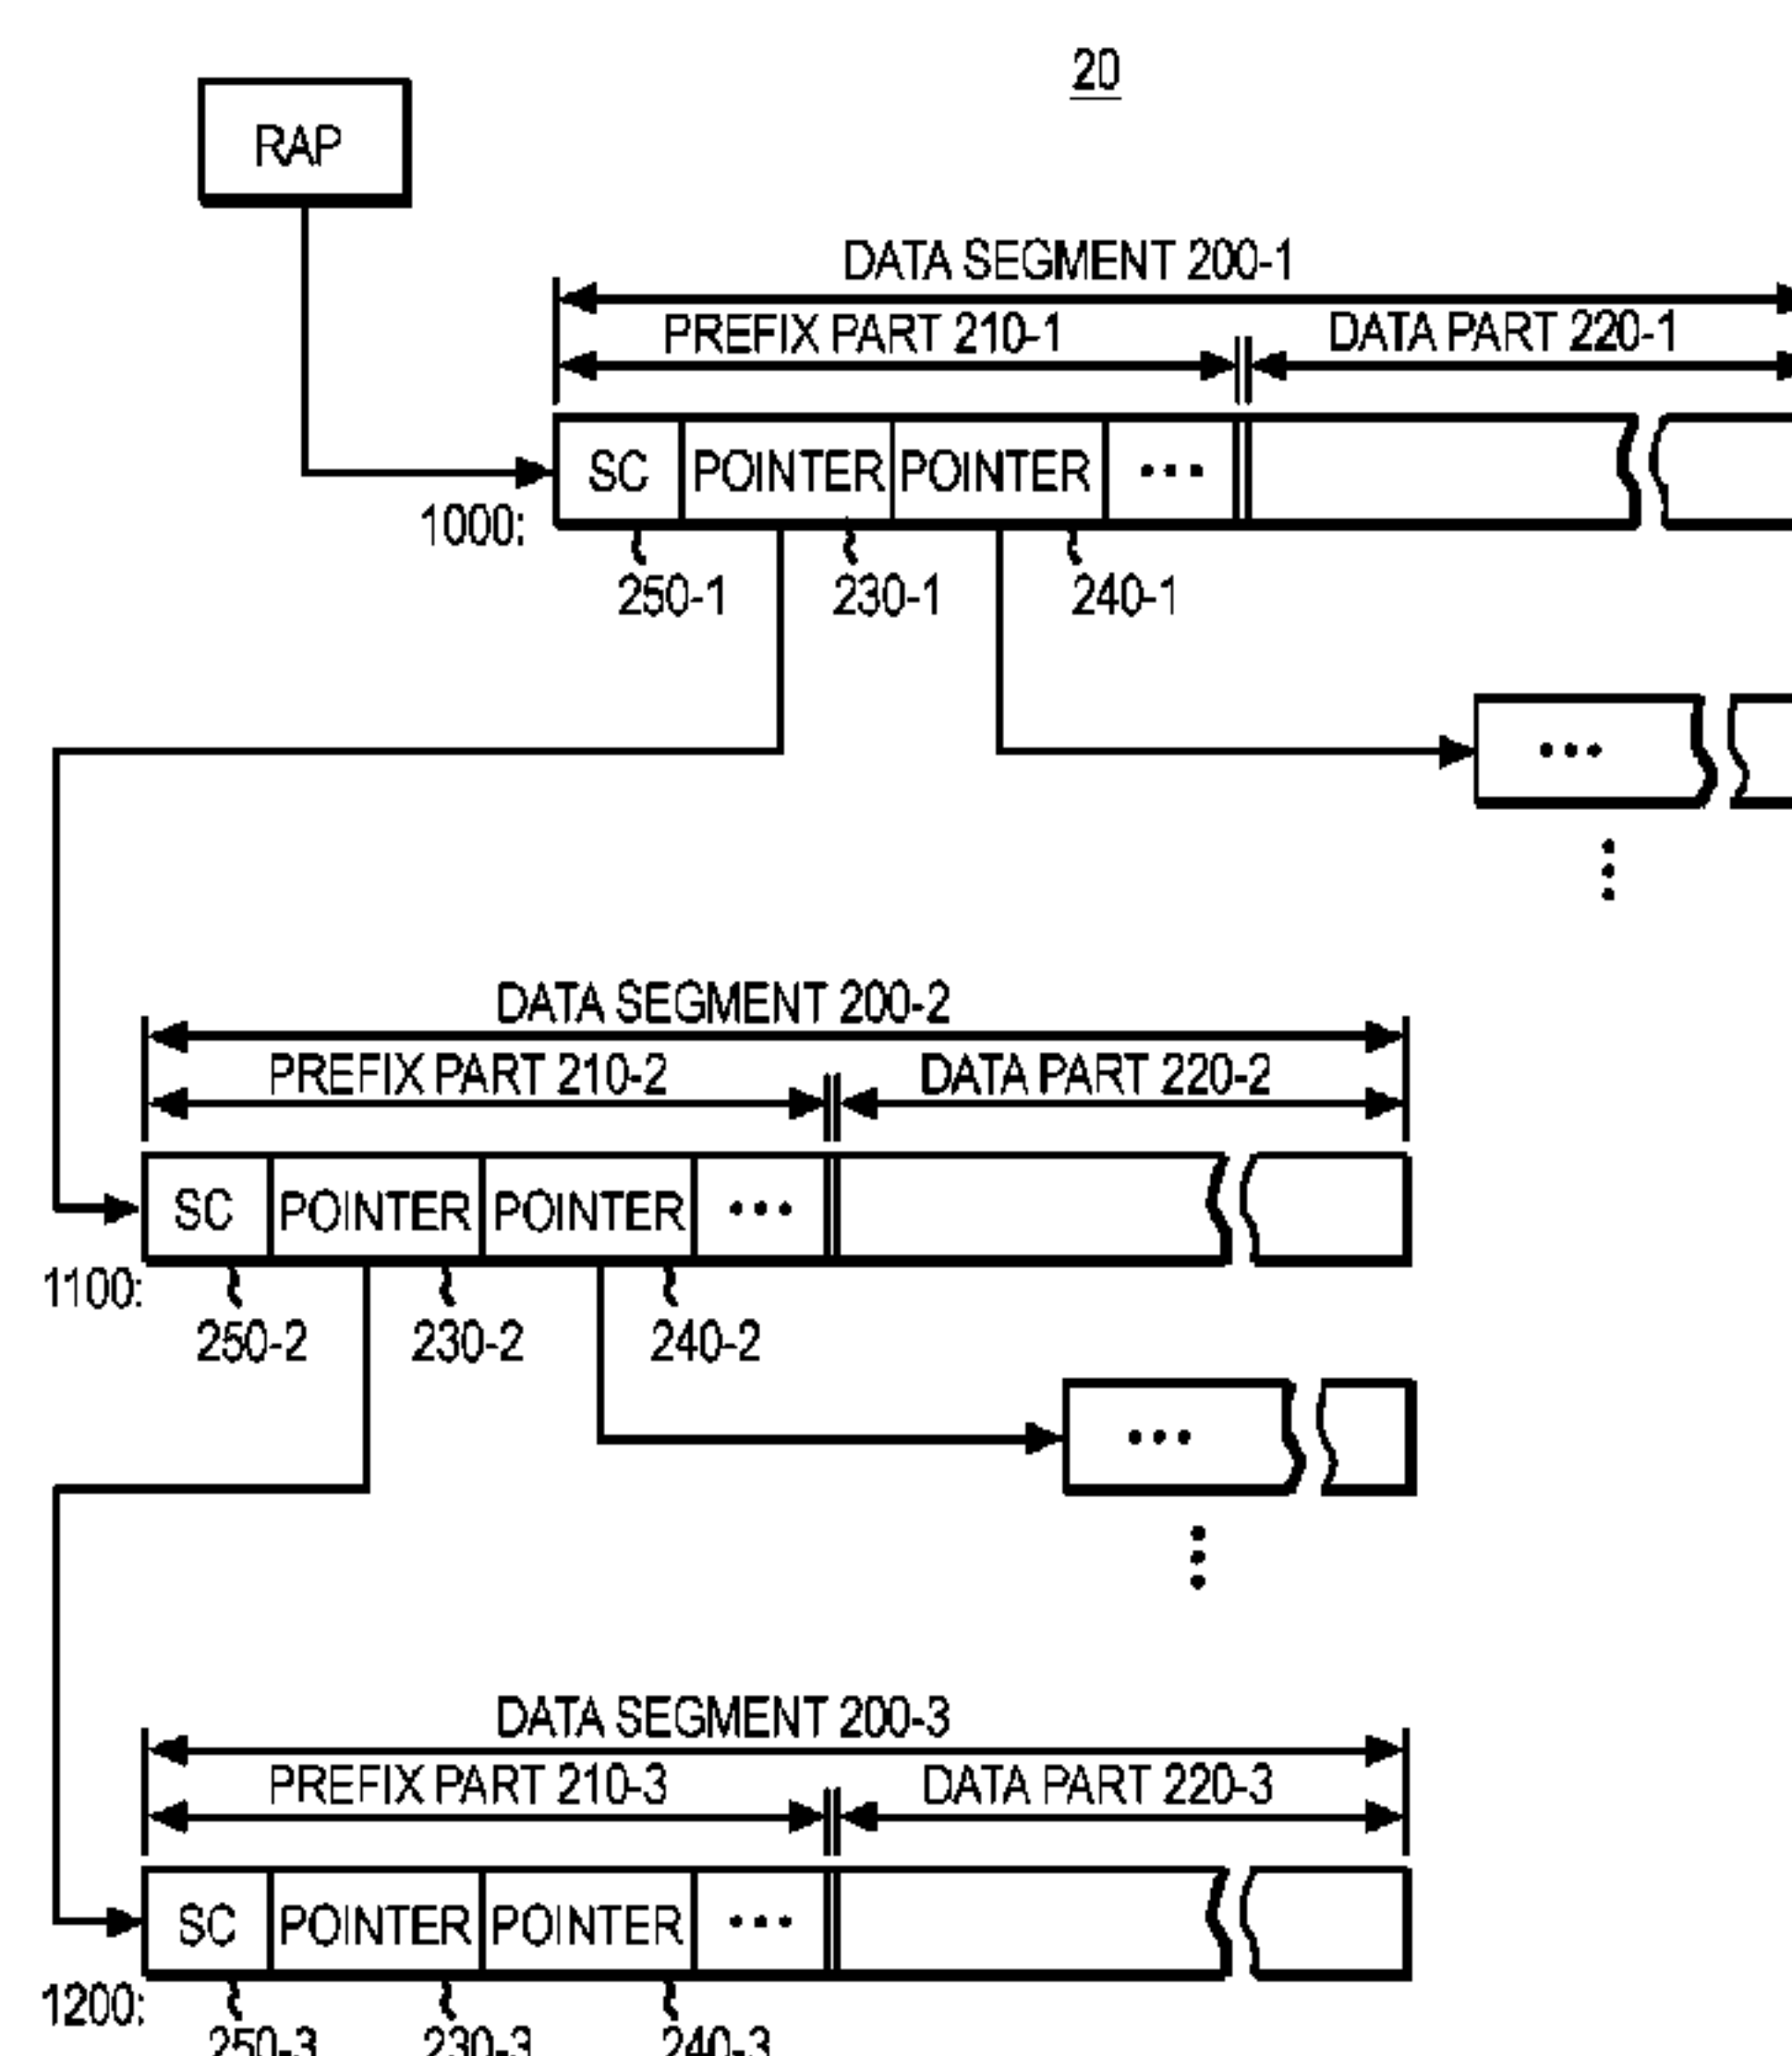 20
RAP
DATA SEGMENT 200-1
PREFIX PART 210-1 DATA PART 220-1
SC POINTER POINTER •••
1000:
250-1 230-1 240-1
•••
DATA SEGMENT 200-2
PREFIX PART 210-2 DATA PART 220-2
SC POINTER POINTER •••
1100:
250-2 230-2 240-2
•••
DATA SEGMENT 200-3
PREFIX PART 210-3 DATA PART 220-3
SC POINTER POINTER •••
1200:
250-3 230-3 240-3